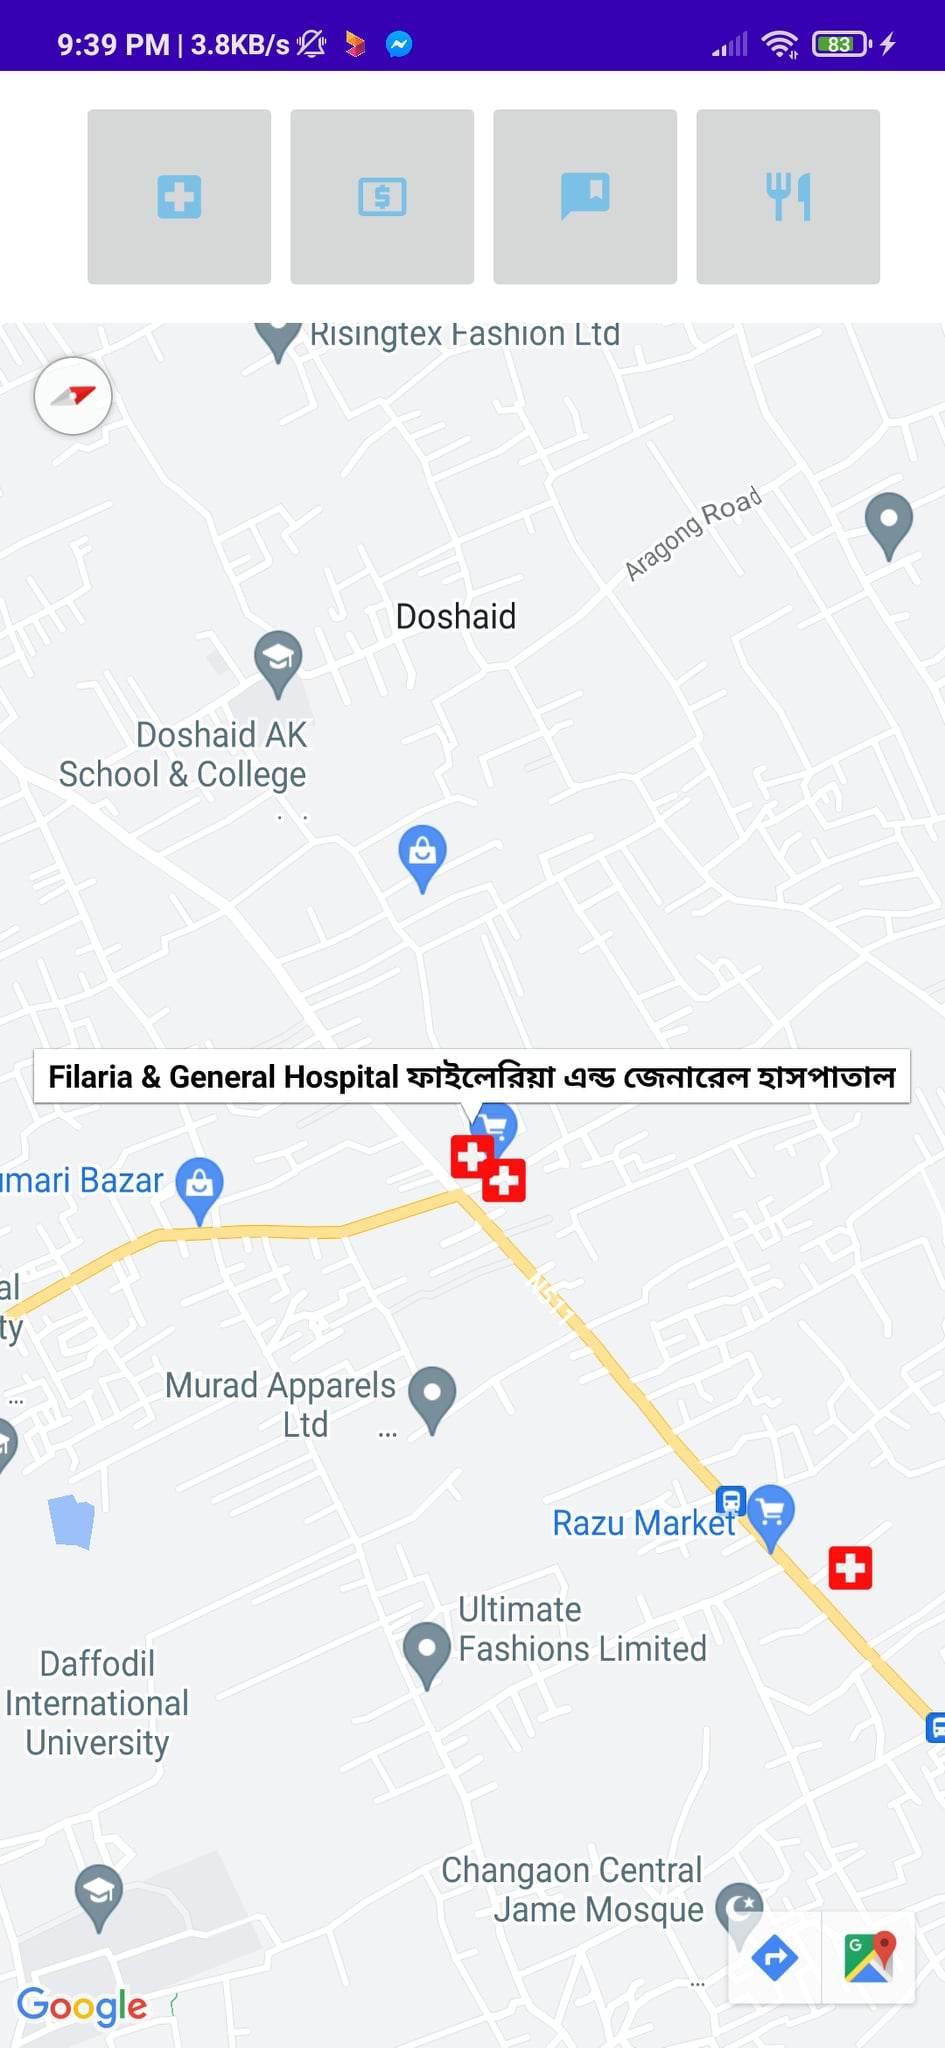 9:39 PM | 3.8KB/s
83
Risingtex Fashion Ltd
Aragong Road
Doshaid
Doshaid AK
School & College
Filaria & General Hospital ফাইলেরিয়া এন্ড জেনারেল হাসপাতাল
mari Bazar
al
ty
...
N511
Murad Apparels
Ltd ...
Razu Market
Ultimate
Fashions Limited
Daffodil
International
University
Changaon Central
Jame Mosque
...
Google